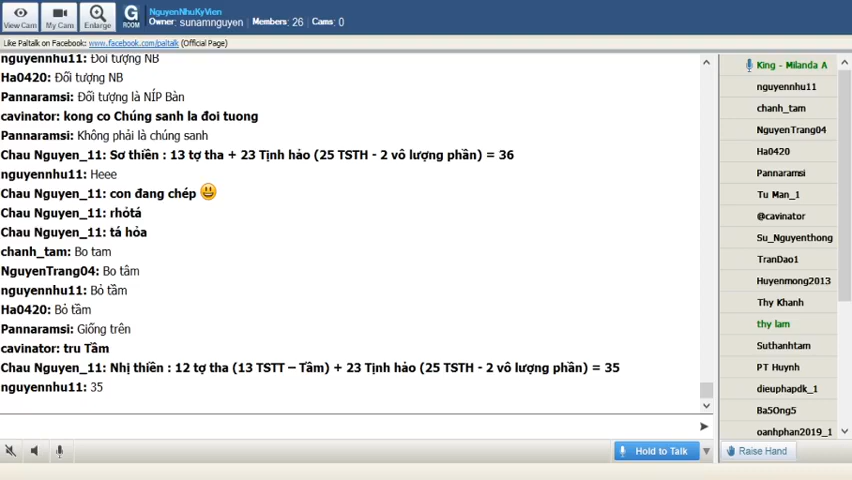 NguyenNhuKyVien
Owner: sunamnguyen Members: 26 Cams: 0
View Cam My Cam Enlarge G ROOM
Like Paltalk on Facebook: www.facebook.com/paltalk (Official Page)
nguyennhu11: Đối tượng NB
Ha0420: Đối tượng NB
Pannaramsi: Đối tượng là NÍP Bàn
cavinator: kong co Chúng sanh la đoi tuong
Pannaramsi: Không phải là chúng sanh
Chau Nguyen_11: Sơ thiền : 13 tợ tha + 23 Tịnh hảo (25 TSTH - 2 vô lượng phần) = 36
nguyennhu11: Heee
Chau Nguyen_11: con đang chép 😃
Chau Nguyen_11: rhỏtá
Chau Nguyen_11: tá hỏa
chanh_tam: Bo tam
NguyenTrang04: Bo tâm
nguyennhu11: Bỏ tầm
Ha0420: Bỏ tầm
Pannaramsi: Giống trên
cavinator: tru Tầm
Chau Nguyen_11: Nhị thiền : 12 tợ tha (13 TSTT – Tầm) + 23 Tịnh hảo (25 TSTH - 2 vô lượng phần) = 35
nguyennhu11: 35
King - Milanda A
nguyennhu11
chanh_tam
NguyenTrang04
Ha0420
Pannaramsi
Tu Man_1
@cavinator
Su_Nguyenthong
TranDao1
Huyenmong2013
Thy Khanh
thy lam
Suthanhtam
PT Huynh
dieuphapdk_1
Ba5Ong5
oanhphan2019_1
Hold to Talk
Raise Hand